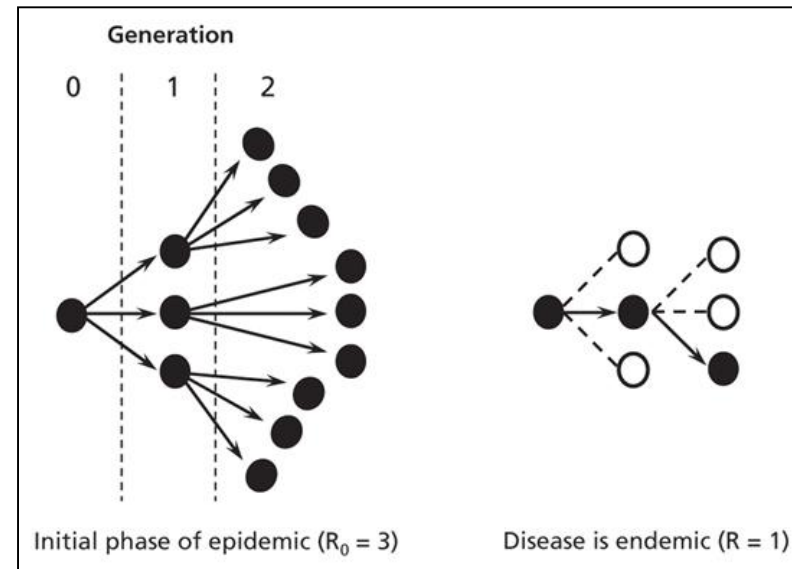 Generation
0 1 2
Initial phase of epidemic (R₀ = 3)
Disease is endemic (R = 1)